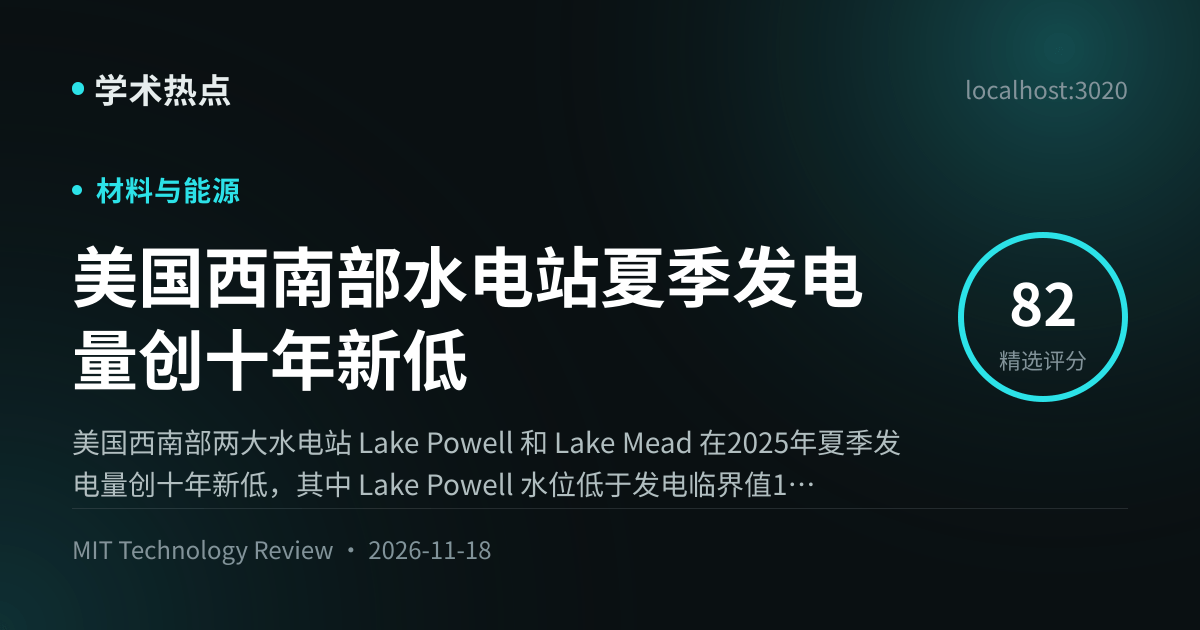 学术热点
localhost:3020
材料与能源
美国西南部水电站夏季发电
量创十年新低
82
精选评分
美国西南部两大水电站 Lake Powell 和 Lake Mead 在2025年夏季发
电量创十年新低，其中 Lake Powell 水位低于发电临界值1…
MIT Technology Review · 2026-11-18